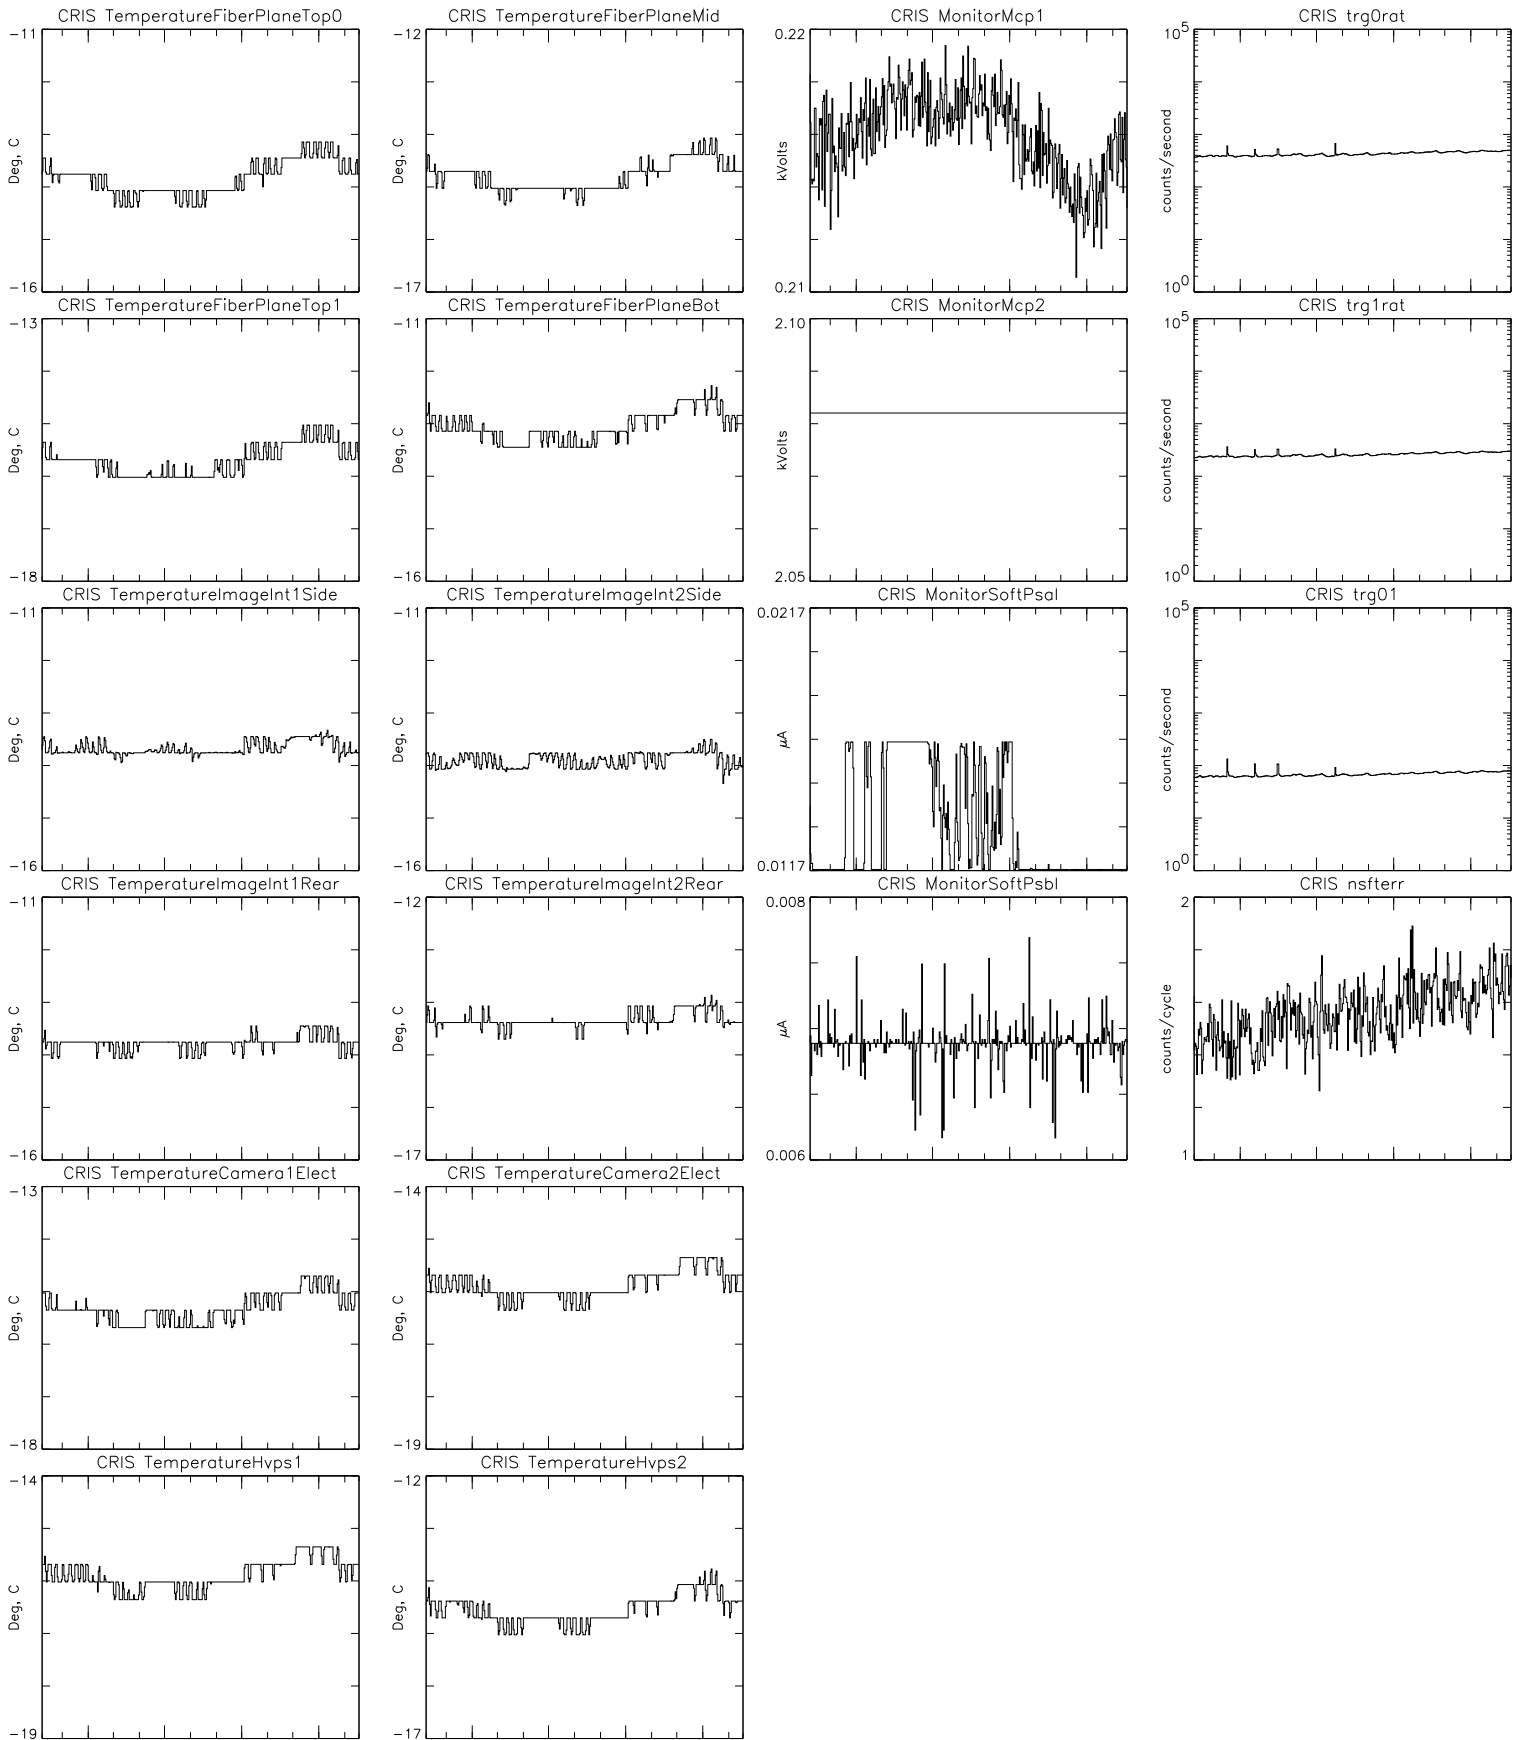 CRIS TemperatureFiberPlaneTop0
-11
Deg, C
-16
CRIS TemperatureFiberPlaneMid
-12
Deg, C
-17
CRIS MonitorMcp1
0.22
kVolts
0.21
CRIS trg0rat
10^5
counts/second
10^0
CRIS TemperatureFiberPlaneTop1
-13
Deg, C
-18
CRIS TemperatureFiberPlaneBot
-11
Deg, C
-16
CRIS MonitorMcp2
2.10
kVolts
2.05
CRIS trg1rat
10^5
counts/second
10^0
CRIS TemperatureImageInt1Side
-11
Deg, C
-16
CRIS TemperatureImageInt2Side
-11
Deg, C
-16
CRIS MonitorSoftPsaI
0.0217
μA
0.0117
CRIS trg01
10^5
counts/second
10^0
CRIS TemperatureImageInt1Rear
-11
Deg, C
-16
CRIS TemperatureImageInt2Rear
-12
Deg, C
-17
CRIS MonitorSoftPsbI
0.008
μA
0.006
CRIS nsfterr
2
counts/cycle
1
CRIS TemperatureCamera1Elect
-13
Deg, C
-18
CRIS TemperatureCamera2Elect
-14
Deg, C
-19
CRIS TemperatureHvps1
-14
Deg, C
-19
CRIS TemperatureHvps2
-12
Deg, C
-17